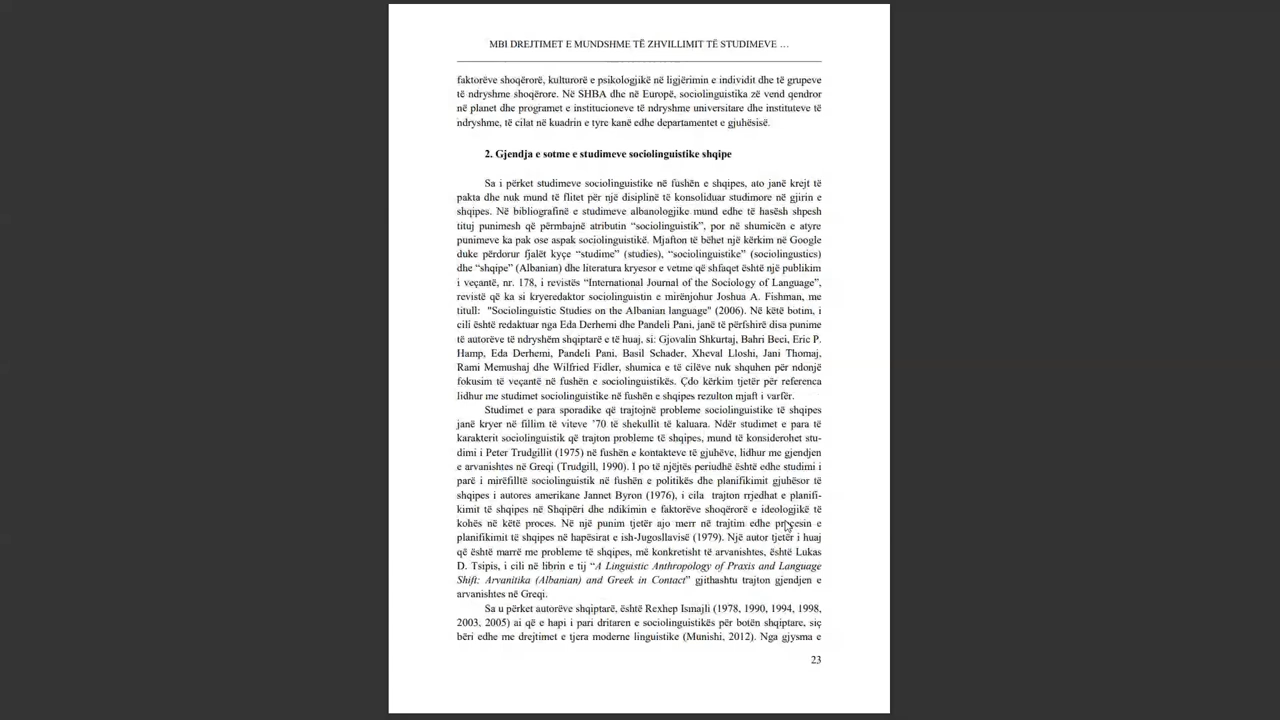 MBI DREJTIMET E MUNDSHME TË ZHVILLIMIT TË STUDIMEVE …
faktorëve shoqërorë, kulturorë e psikologjikë në ligjërimin e individit dhe të grupeve
të ndryshme shoqërore. Në SHBA dhe në Europë, sociolinguistika zë vend qendror
në planet dhe programet e institucioneve të ndryshme universitare dhe instituteve të
ndryshme, të cilat në kuadrin e tyre kanë edhe departamentet e gjuhësisë.
2. Gjendja e sotme e studimeve sociolinguistike shqipe
Sa i përket studimeve sociolinguistike në fushën e shqipes, ato janë krejt të
pakta dhe nuk mund të flitet për një disiplinë të konsoliduar studimore në gjirin e
shqipes. Në bibliografinë e studimeve albanologjike mund edhe të hasësh shpesh
tituj punimesh që përmbajnë atributin “sociolinguistik”, por në shumicën e atyre
punimeve ka pak ose aspak sociolinguistikë. Mjafton të bëhet një kërkim në Google
duke përdorur fjalët kyçe “studime” (studies), “sociolinguistike” (sociolingustics)
dhe “shqipe” (Albanian) dhe literatura kryesor e vetme që shfaqet është një publikim
i veçantë, nr. 178, i revistës “International Journal of the Sociology of Language”,
revistë që ka si kryeredaktor sociolinguistin e mirënjohur Joshua A. Fishman, me
titull: "Sociolinguistic Studies on the Albanian language" (2006). Në këtë botim, i
cili është redaktuar nga Eda Derhemi dhe Pandeli Pani, janë të përfshirë disa punime
të autorëve të ndryshëm shqiptarë e të huaj, si: Gjovalin Shkurtaj, Bahri Beci, Eric P.
Hamp, Eda Derhemi, Pandeli Pani, Basil Schader, Xheval Lloshi, Jani Thomaj,
Rami Memushaj dhe Wilfried Fidler, shumica e të cilëve nuk shquhen për ndonjë
fokusim të veçantë në fushën e sociolinguistikës. Çdo kërkim tjetër për referenca
lidhur me studimet sociolinguistike në fushën e shqipes rezulton mjaft i varfër.
Studimet e para sporadike që trajtojnë probleme sociolinguistike të shqipes
janë kryer në fillim të viteve ’70 të shekullit të kaluara. Ndër studimet e para të
karakterit sociolinguistik që trajton probleme të shqipes, mund të konsiderohet stu-
dimi i Peter Trudgillit (1975) në fushën e kontakteve të gjuhëve, lidhur me gjendjen
e arvanishtes në Greqi (Trudgill, 1990). I po të njëjtës periudhë është edhe studimi i
parë i mirëfilltë sociolinguistik në fushën e politikës dhe planifikimit gjuhësor të
shqipes i autores amerikane Jannet Byron (1976), i cila trajton rrjedhat e planifi-
kimit të shqipes në Shqipëri dhe ndikimin e faktorëve shoqërorë e ideologjikë të
kohës në këtë proces. Në një punim tjetër ajo merr në trajtim edhe procesin e
planifikimit të shqipes në hapësirat e ish-Jugosllavisë (1979). Një autor tjetër i huaj
që është marrë me probleme të shqipes, më konkretisht të arvanishtes, është Lukas
D. Tsipis, i cili në librin e tij “A Linguistic Anthropology of Praxis and Language
Shift: Arvanitika (Albanian) and Greek in Contact” gjithashtu trajton gjendjen e
arvanishtes në Greqi.
Sa u përket autorëve shqiptarë, është Rexhep Ismajli (1978, 1990, 1994, 1998,
2003, 2005) ai që e hapi i pari dritaren e sociolinguistikës për botën shqiptare, siç
bëri edhe me drejtimet e tjera moderne linguistike (Munishi, 2012). Nga gjysma e
23